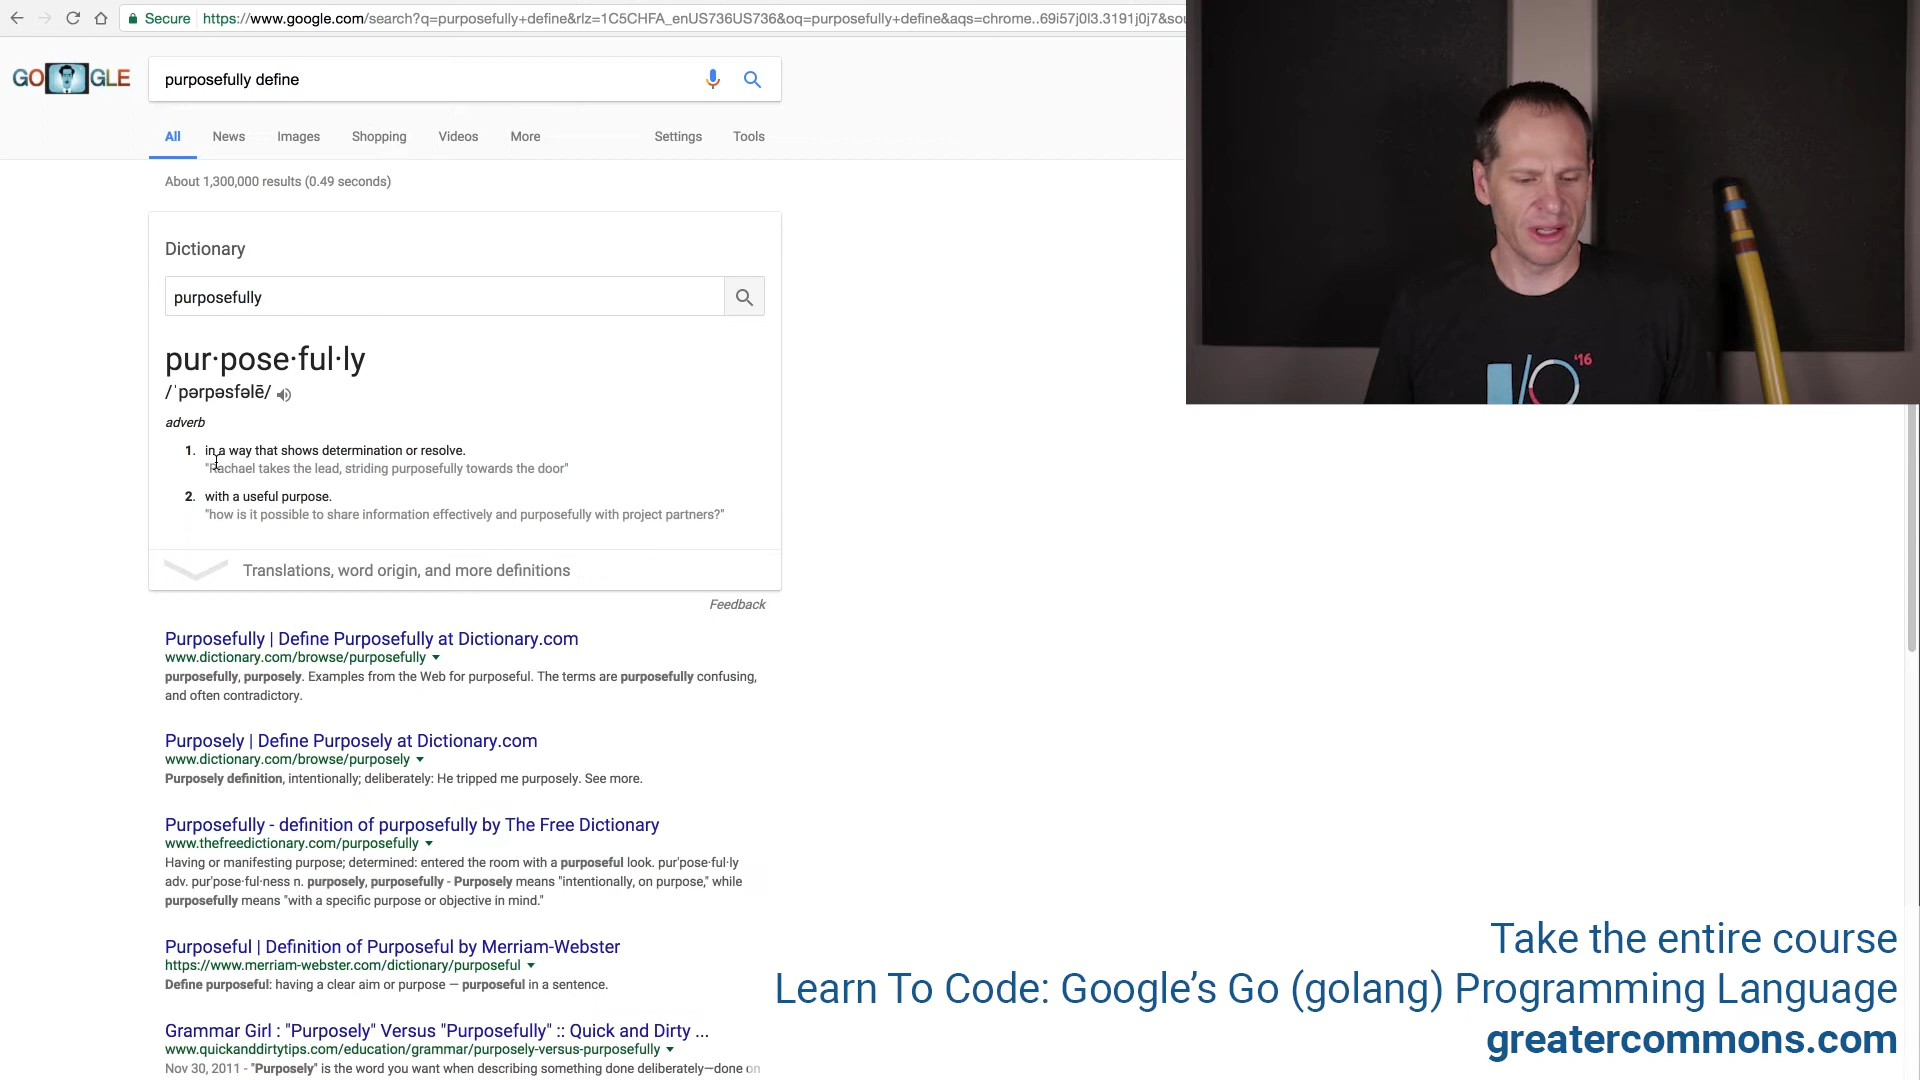 Secure https://www.google.com/search?q=purposefully+define&rlz=1C5CHFA_enUS736US736&oq=purposefully+define&aqs=chrome..69i57j0l3.3191j0j7&sou
GO GLE
purposefully define
All News Images Shopping Videos More Settings Tools
About 1,300,000 results (0.49 seconds)
Dictionary
purposefully
pur·pose·ful·ly
/ˈpərpəsfəlē/
adverb
1. in a way that shows determination or resolve.
"Rachael takes the lead, striding purposefully towards the door"
2. with a useful purpose.
"how is it possible to share information effectively and purposefully with project partners?"
Translations, word origin, and more definitions
Feedback
Purposefully | Define Purposefully at Dictionary.com
www.dictionary.com/browse/purposefully
purposefully, purposely. Examples from the Web for purposeful. The terms are purposefully confusing,
and often contradictory.
Purposely | Define Purposely at Dictionary.com
www.dictionary.com/browse/purposely
Purposely definition, intentionally; deliberately: He tripped me purposely. See more.
Purposefully - definition of purposefully by The Free Dictionary
www.thefreedictionary.com/purposefully
Having or manifesting purpose; determined: entered the room with a purposeful look. pur′pose·ful·ly
adv. pur′pose·ful·ness n. purposely, purposefully - Purposely means "intentionally, on purpose," while
purposefully means "with a specific purpose or objective in mind."
Purposeful | Definition of Purposeful by Merriam-Webster
https://www.merriam-webster.com/dictionary/purposeful
Define purposeful: having a clear aim or purpose — purposeful in a sentence.
Grammar Girl : "Purposely" Versus "Purposefully" :: Quick and Dirty ...
www.quickanddirtytips.com/education/grammar/purposely-versus-purposefully
Nov 30, 2011 - "Purposely" is the word you want when describing something done deliberately—done on
I/O '16
Take the entire course
Learn To Code: Google's Go (golang) Programming Language
greatercommons.com